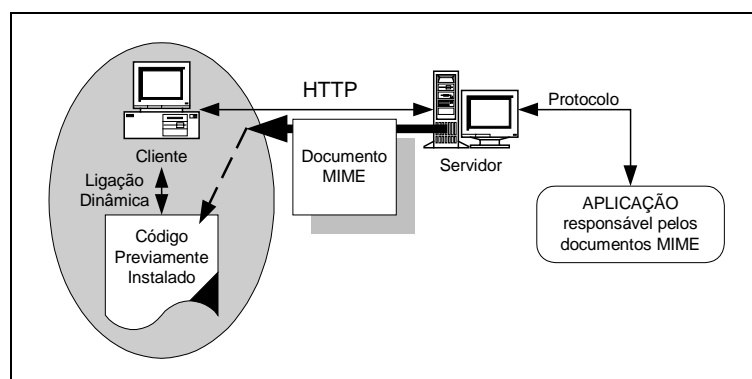 HTTP
Protocolo
Cliente
Servidor
Documento
MIME
Ligação
Dinâmica
Código
Previamente
Instalado
APLICAÇÃO
responsável pelos
documentos MIME